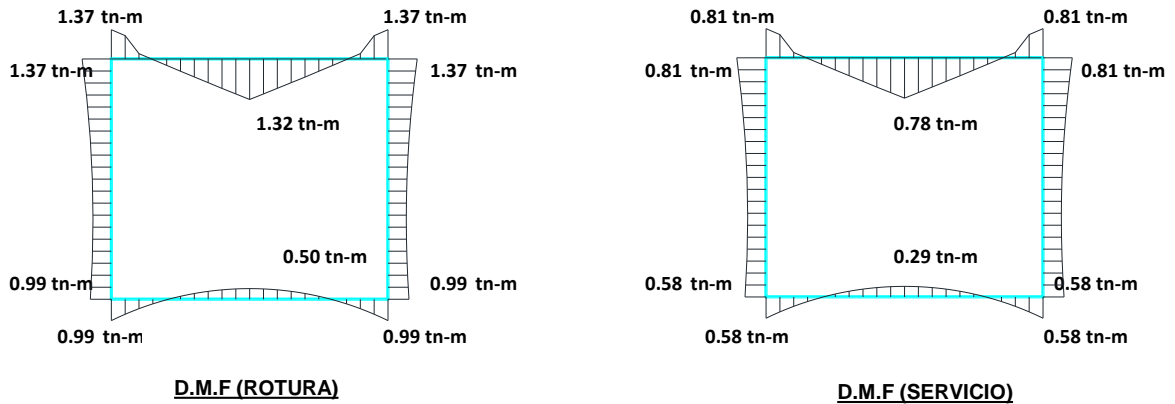 1.37 tn-m 1.37 tn-m
1.37 tn-m 1.37 tn-m
1.32 tn-m
0.50 tn-m
0.99 tn-m 0.99 tn-m
0.99 tn-m 0.99 tn-m
D.M.F (ROTURA)
0.81 tn-m 0.81 tn-m
0.81 tn-m 0.81 tn-m
0.78 tn-m
0.29 tn-m
0.58 tn-m 0.58 tn-m
0.58 tn-m 0.58 tn-m
D.M.F (SERVICIO)